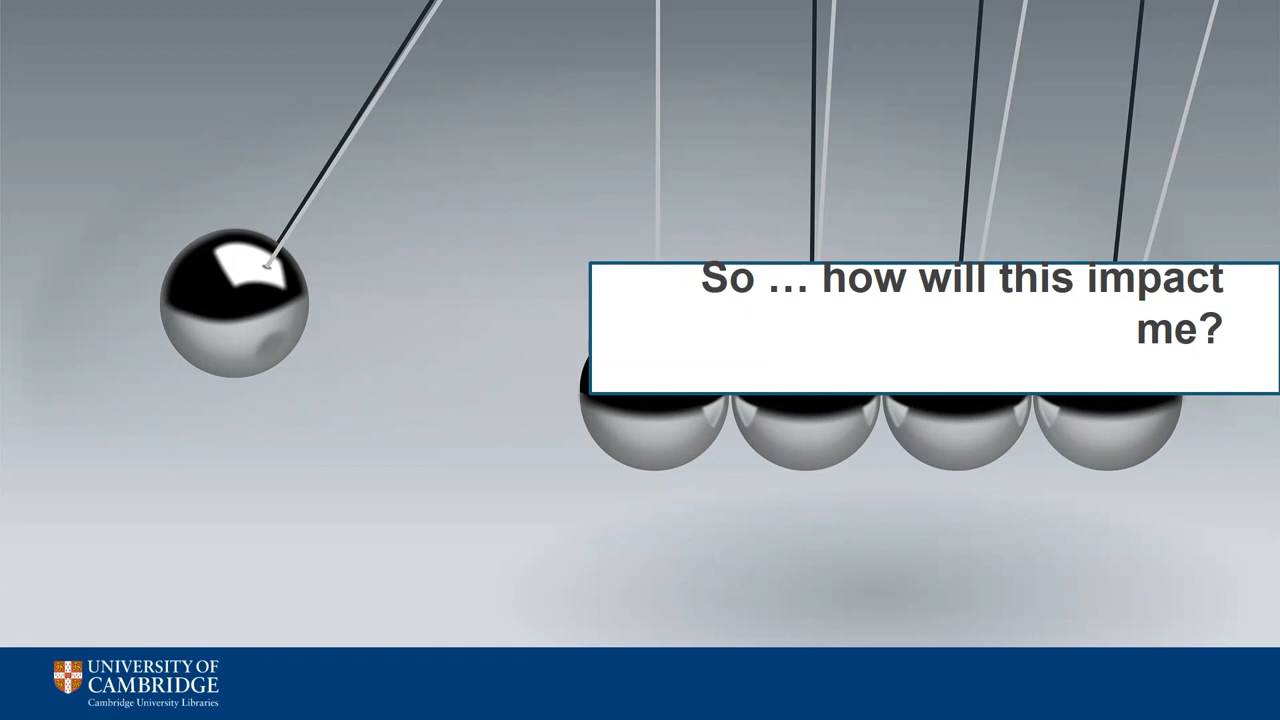 So … how will this impact
me?
UNIVERSITY OF
CAMBRIDGE
Cambridge University Libraries